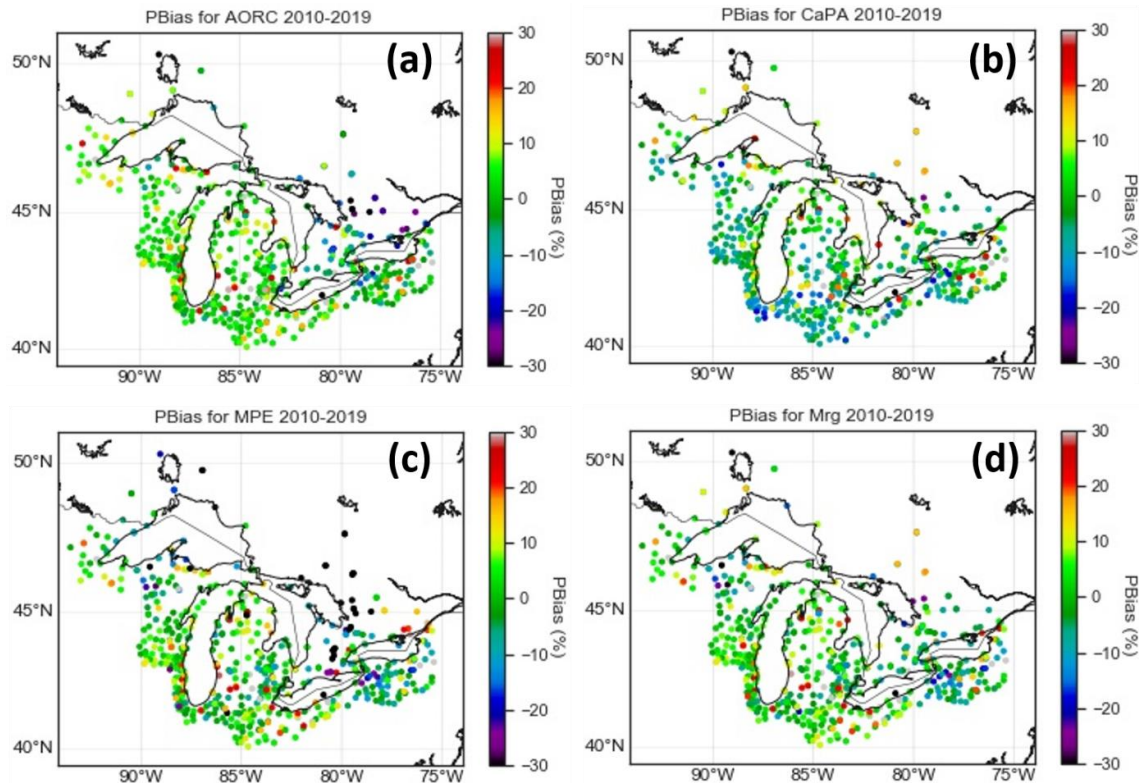 PBias for AORC 2010-2019
(a)
50°N
45°N
40°N
90°W 85°W 80°W 75°W
30
20
10
0
−10
−20
−30
PBias (%)
PBias for CaPA 2010-2019
(b)
50°N
45°N
40°N
90°W 85°W 80°W 75°W
30
20
10
0
−10
−20
−30
PBias (%)
PBias for MPE 2010-2019
(c)
50°N
45°N
40°N
90°W 85°W 80°W 75°W
30
20
10
0
−10
−20
−30
PBias (%)
PBias for Mrg 2010-2019
(d)
50°N
45°N
40°N
90°W 85°W 80°W 75°W
30
20
10
0
−10
−20
−30
PBias (%)